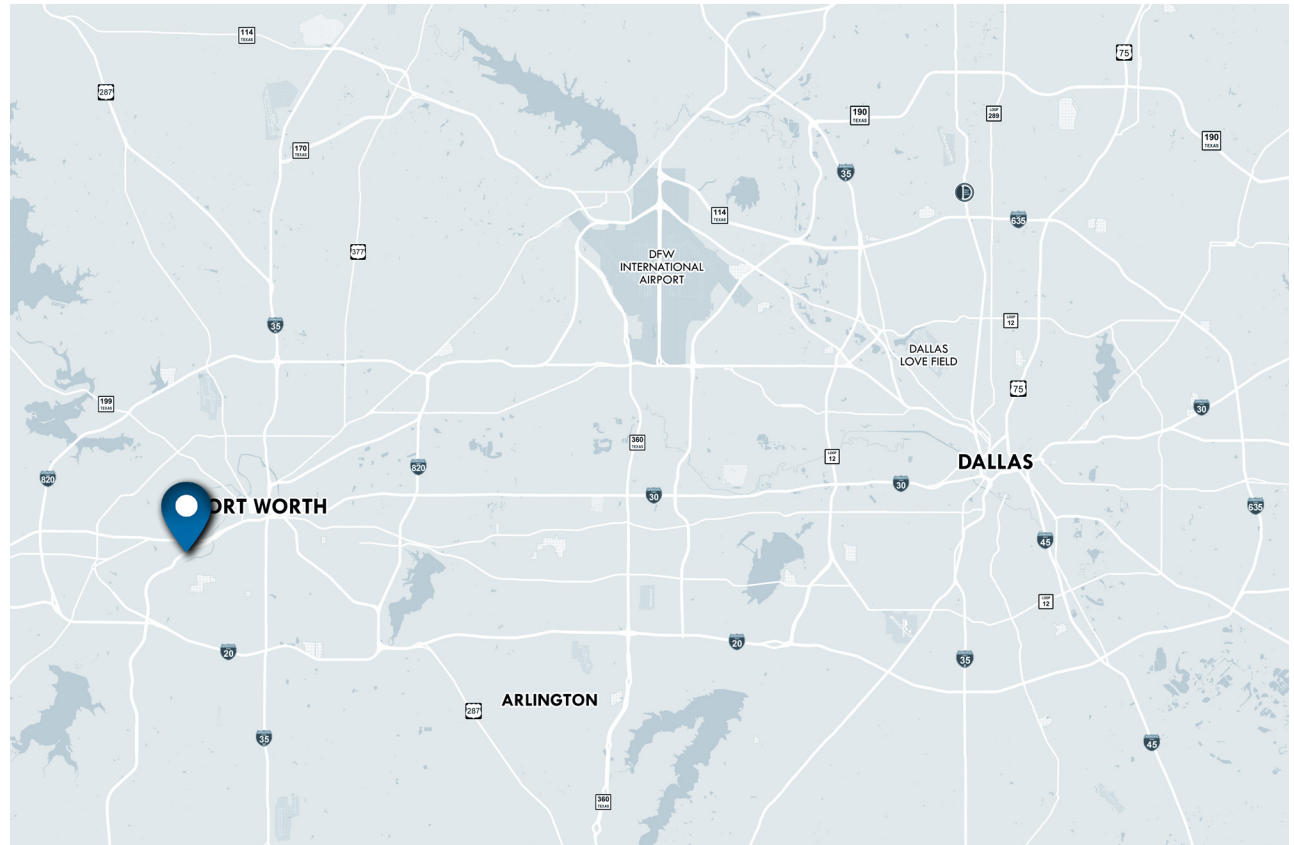 114
TEXAS
75
287
190
TEXAS
LOOP
289
190
TEXAS
170
TEXAS
35
D
114
TEXAS
635
377
DFW
INTERNATIONAL
AIRPORT
35
LOOP
12
DALLAS
LOVE FIELD
75
199
TEXAS
30
360
TEXAS
LOOP
12
DALLAS
820
820
30
30
ORT WORTH
635
45
LOOP
12
20
20
35
ARLINGTON
287
35
45
360
TEXAS